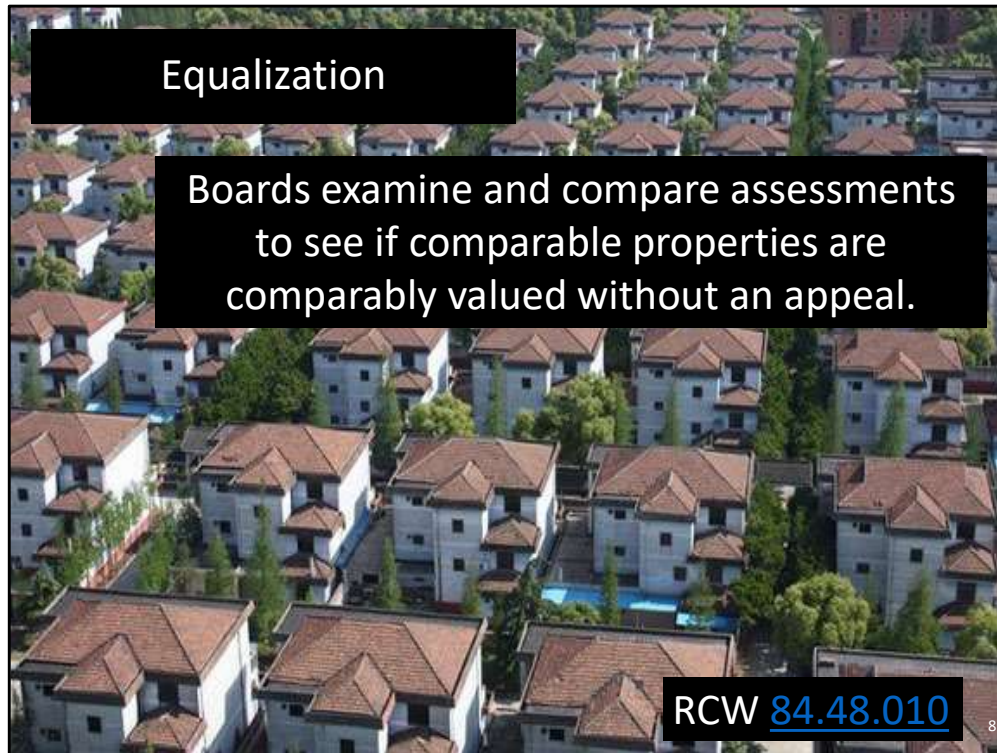 Equalization
Boards examine and compare assessments
to see if comparable properties are
comparably valued without an appeal.
RCW 84.48.010
8